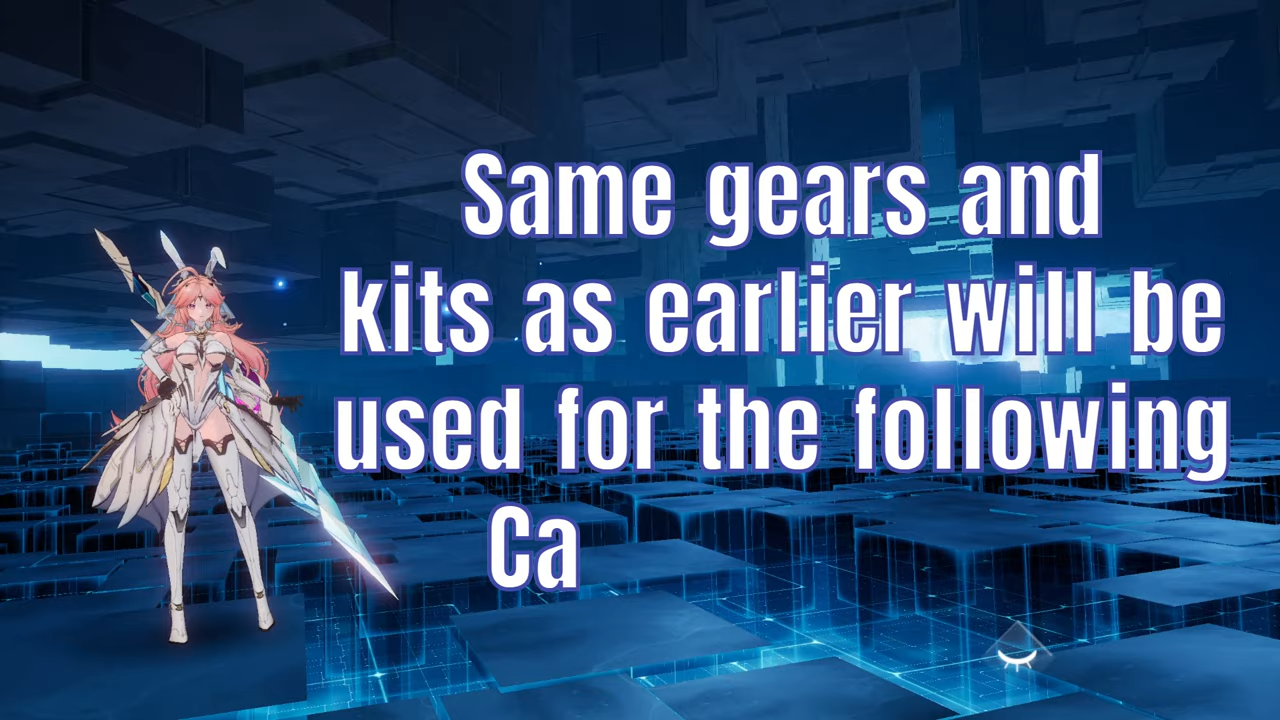 Same gears and
kits as earlier will be
used for the following
Ca